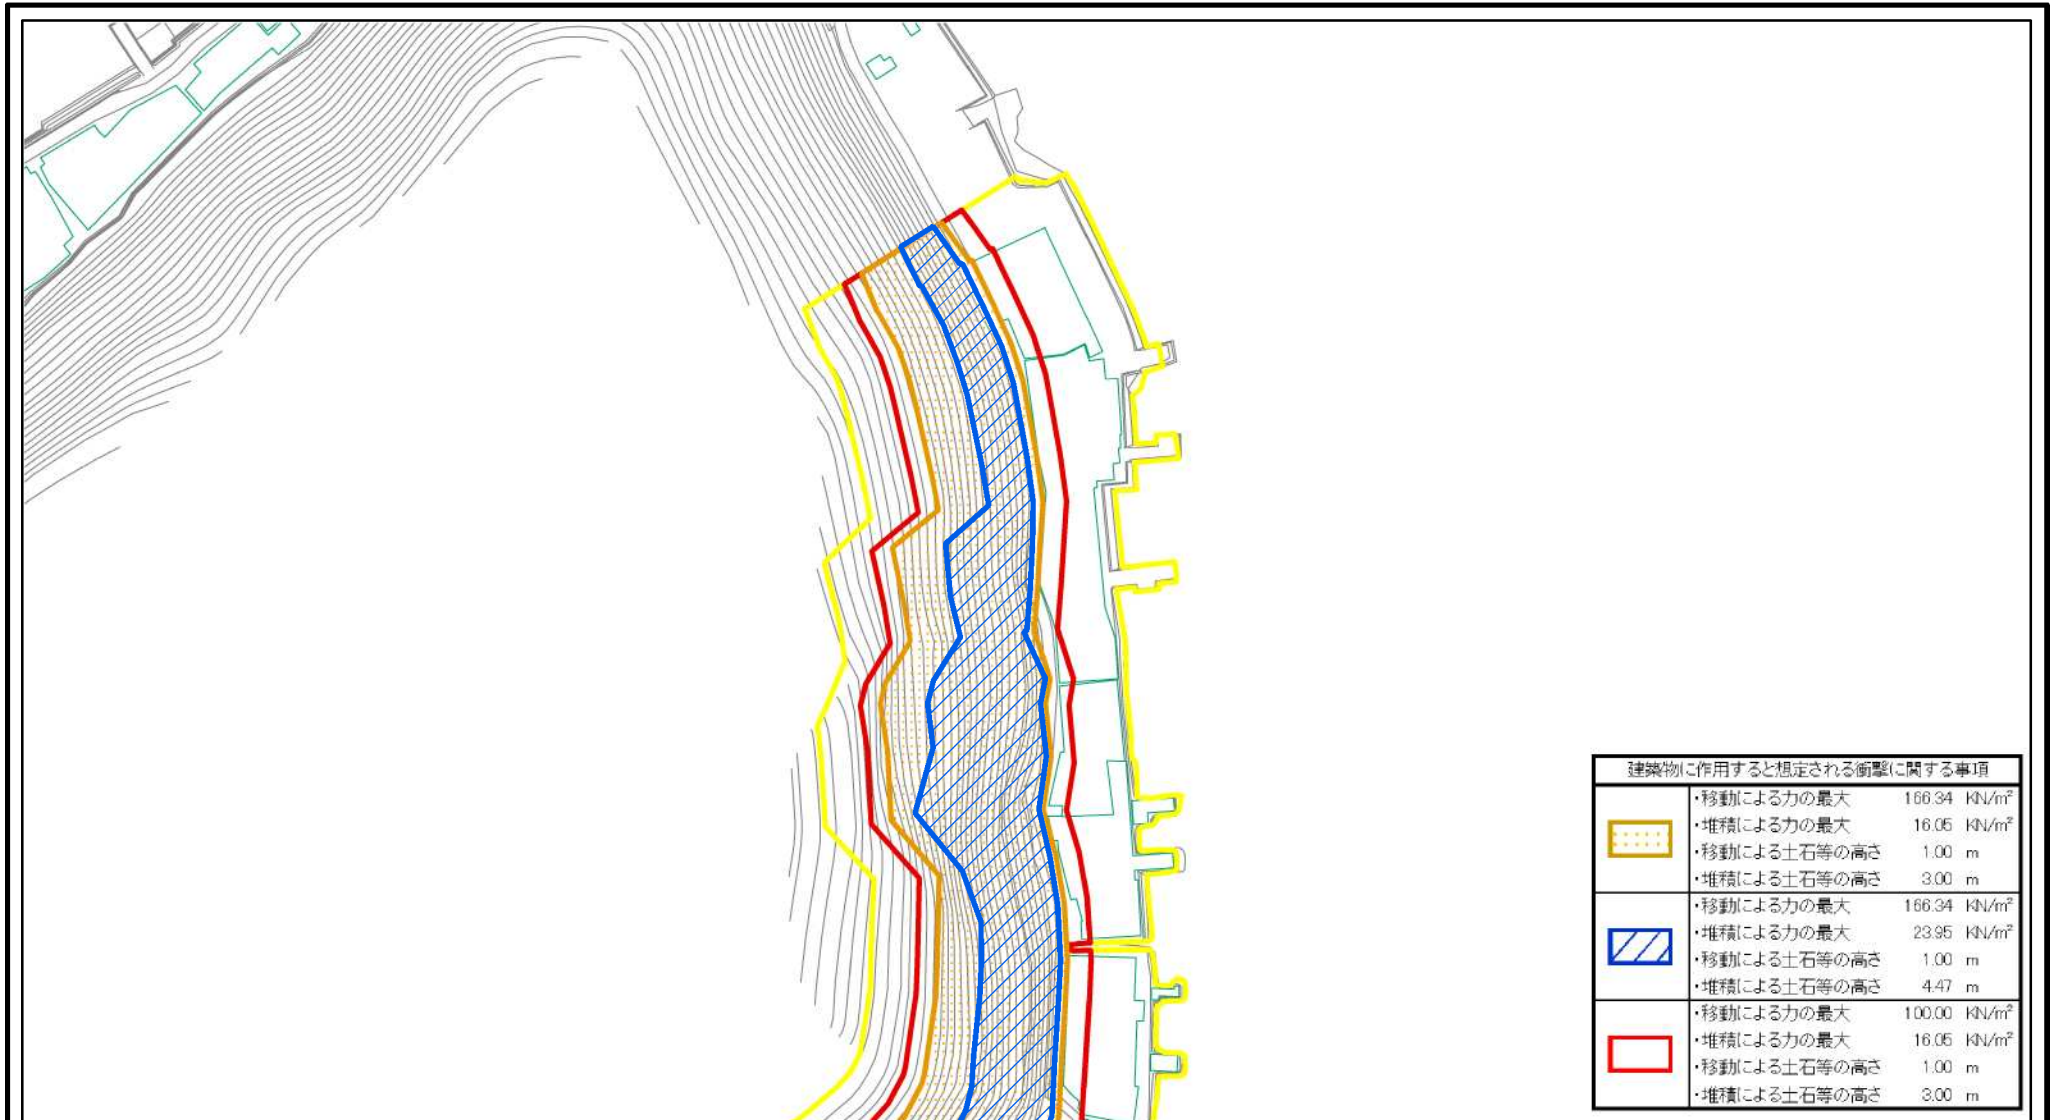 建築物に作用すると想定される衝撃に関する事項
・移動による力の最大 166.34 KN/m²
・堆積による力の最大 16.05 KN/m²
・移動による土石等の高さ 1.00 m
・堆積による土石等の高さ 3.00 m
・移動による力の最大 166.34 KN/m²
・堆積による力の最大 23.95 KN/m²
・移動による土石等の高さ 1.00 m
・堆積による土石等の高さ 4.47 m
・移動による力の最大 100.00 KN/m²
・堆積による力の最大 16.05 KN/m²
・移動による土石等の高さ 1.00 m
・堆積による土石等の高さ 3.00 m